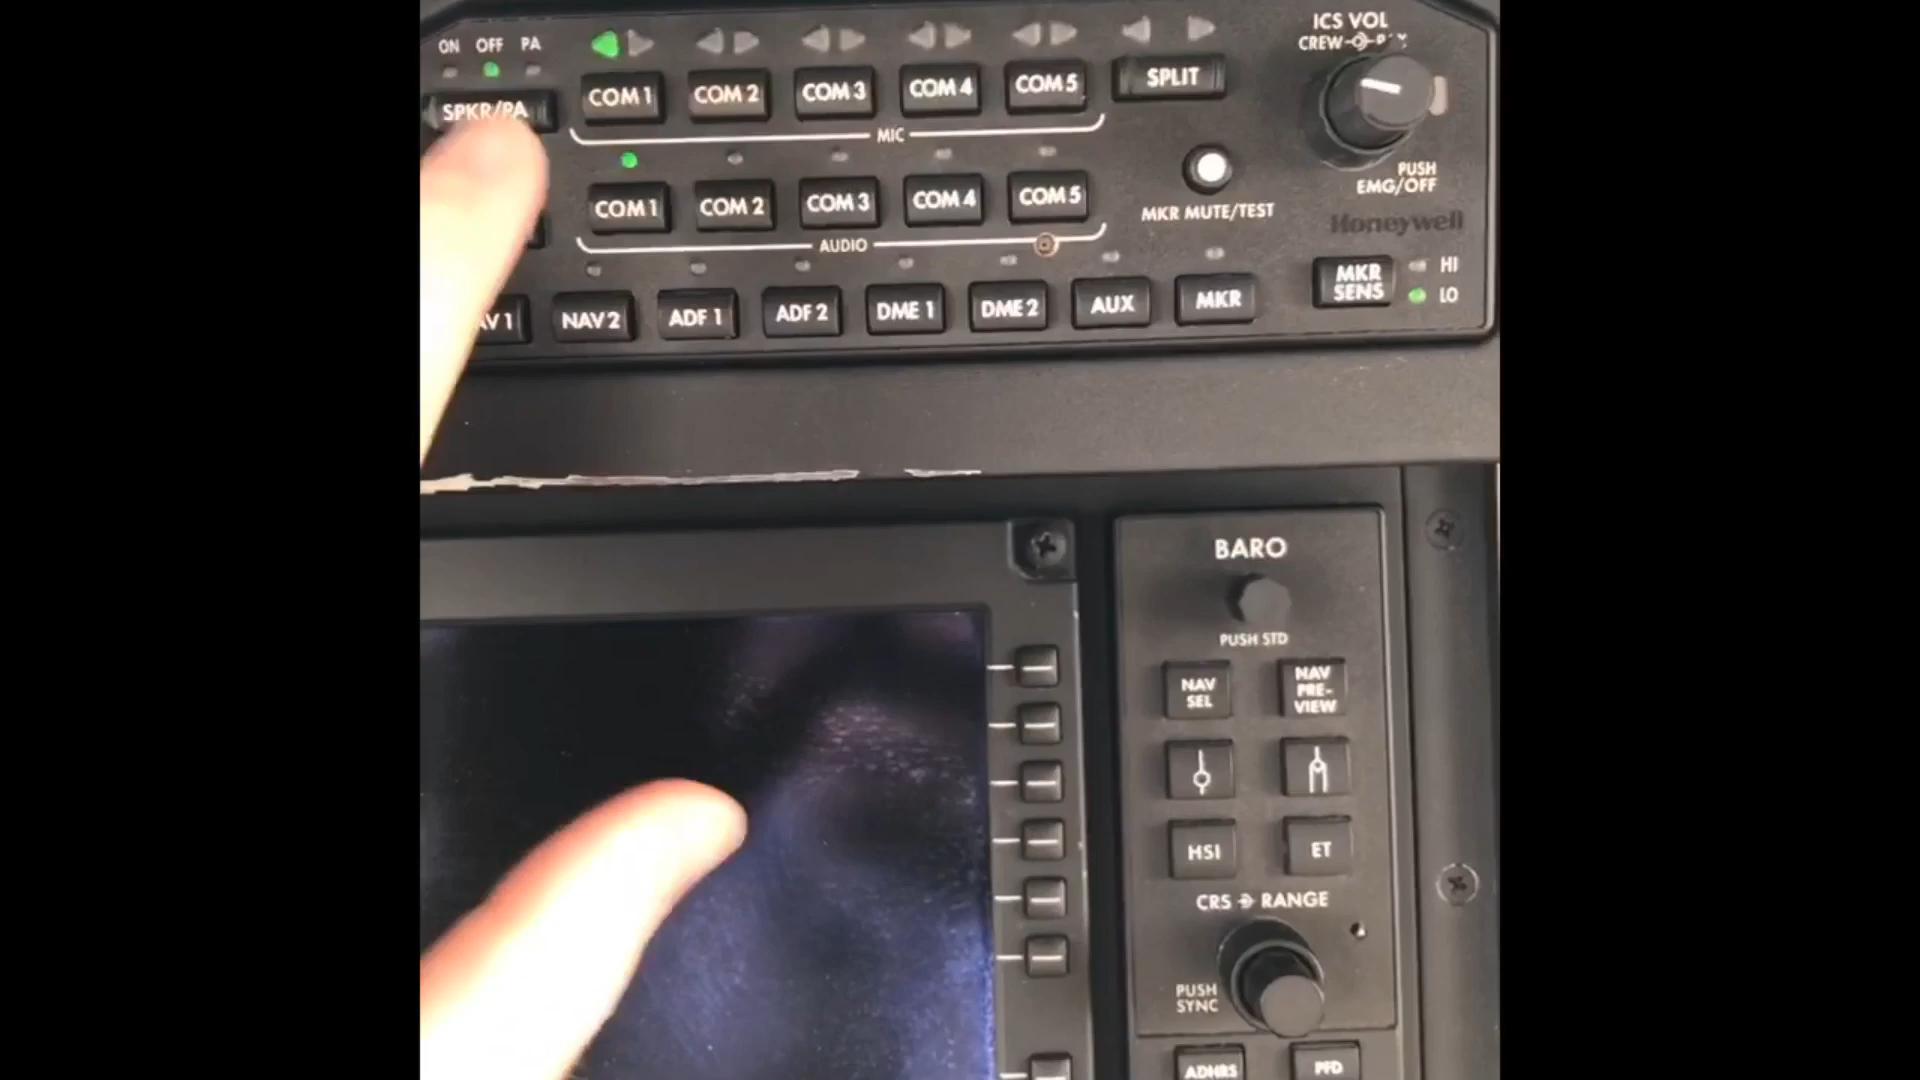 ON OFF PA
SPKR/PA
COM 1 COM 2 COM 3 COM 4 COM 5 SPLIT
MIC
ICS VOL
CREW
PUSH
EMG/OFF
COM 1 COM 2 COM 3 COM 4 COM 5
AUDIO
MKR MUTE/TEST
Honeywell
NAV 2 ADF 1 ADF 2 DME 1 DME 2 AUX MKR
MKR
SENS
HI
LO
BARO
PUSH STD
NAV
SEL
NAV
PRE-
VIEW
HSI ET
CRS RANGE
PUSH
SYNC
ADHRS PFD